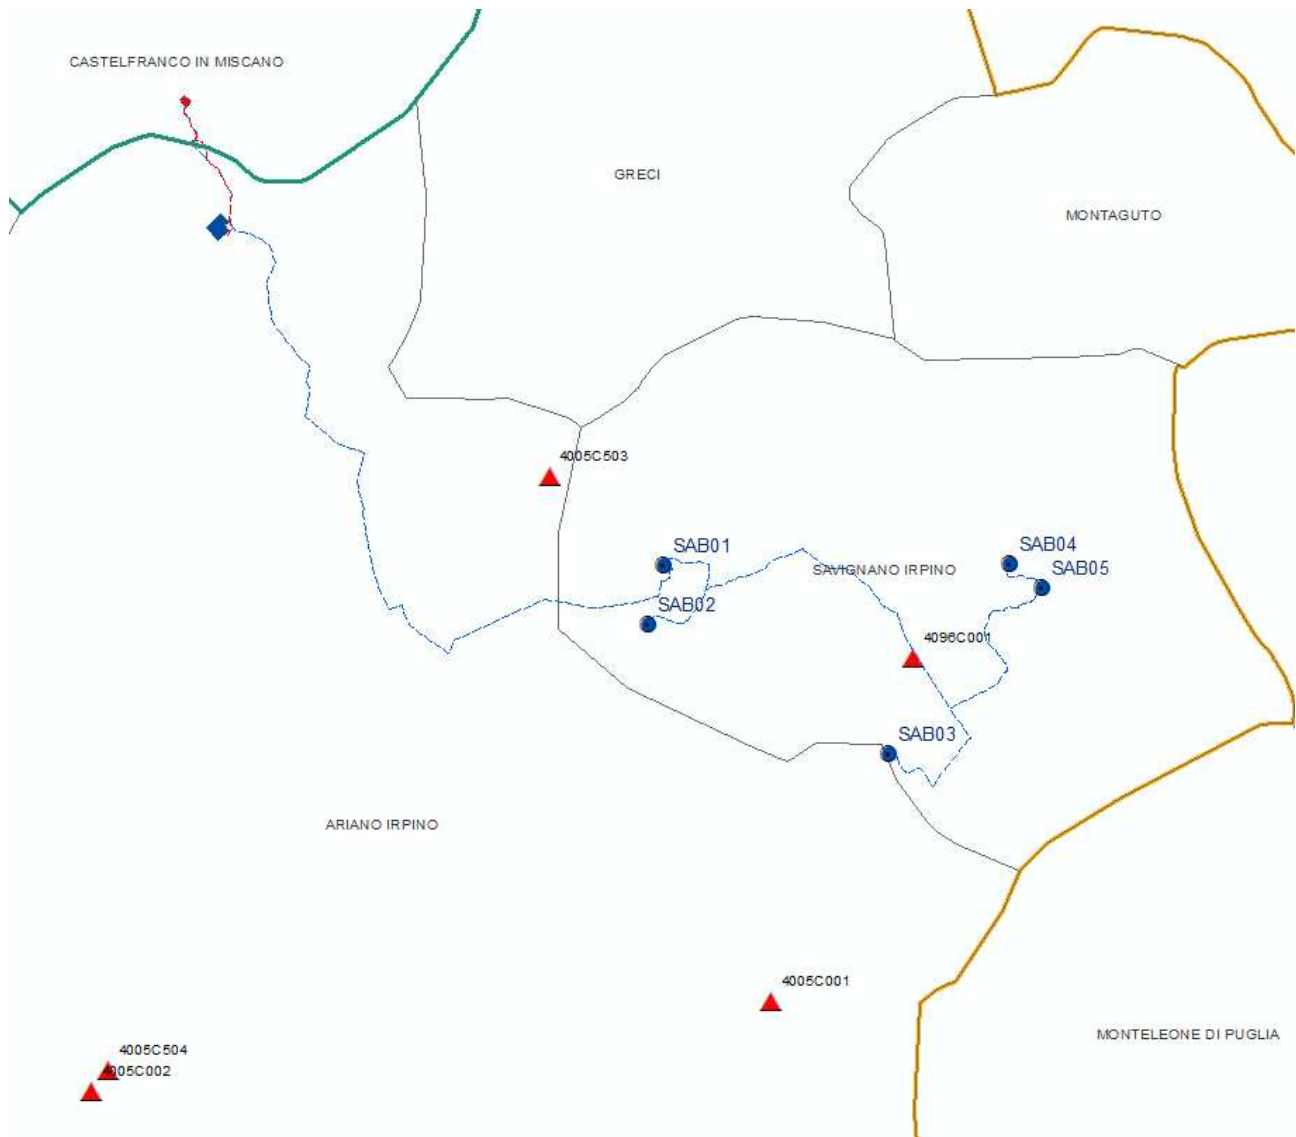 CASTELFRANCO IN MISCANO
GRECI
MONTAGUTO
4005C503
SAB01
SAB04
SAVIGNANO IRPINO
SAB05
SAB02
4096C001
SAB03
ARIANO IRPINO
4005C001
MONTELEONE DI PUGLIA
4005C504
4005C002